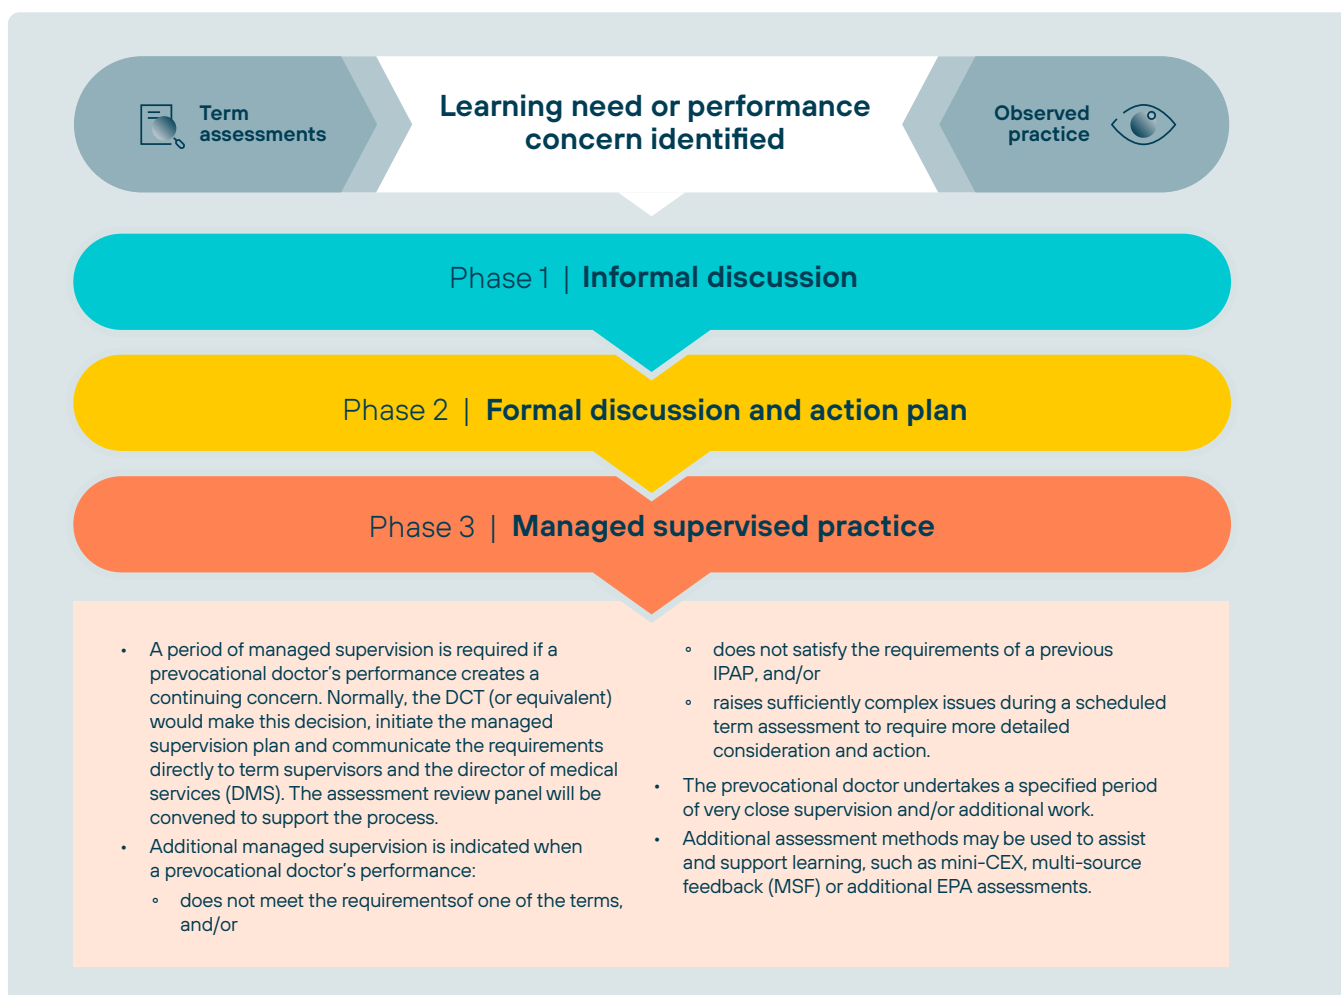 Term
assessments
Learning need or performance
concern identified
Observed
practice
Phase 1 | Informal discussion
Phase 2 | Formal discussion and action plan
Phase 3 | Managed supervised practice
• A period of managed supervision is required if a
prevocational doctor's performance creates a
continuing concern. Normally, the DCT (or equivalent)
would make this decision, initiate the managed
supervision plan and communicate the requirements
directly to term supervisors and the director of medical
services (DMS). The assessment review panel will be
convened to support the process.
• Additional managed supervision is indicated when
a prevocational doctor's performance:
° does not meet the requirementsof one of the terms,
and/or
° does not satisfy the requirements of a previous
IPAP, and/or
° raises sufficiently complex issues during a scheduled
term assessment to require more detailed
consideration and action.
• The prevocational doctor undertakes a specified period
of very close supervision and/or additional work.
• Additional assessment methods may be used to assist
and support learning, such as mini-CEX, multi-source
feedback (MSF) or additional EPA assessments.